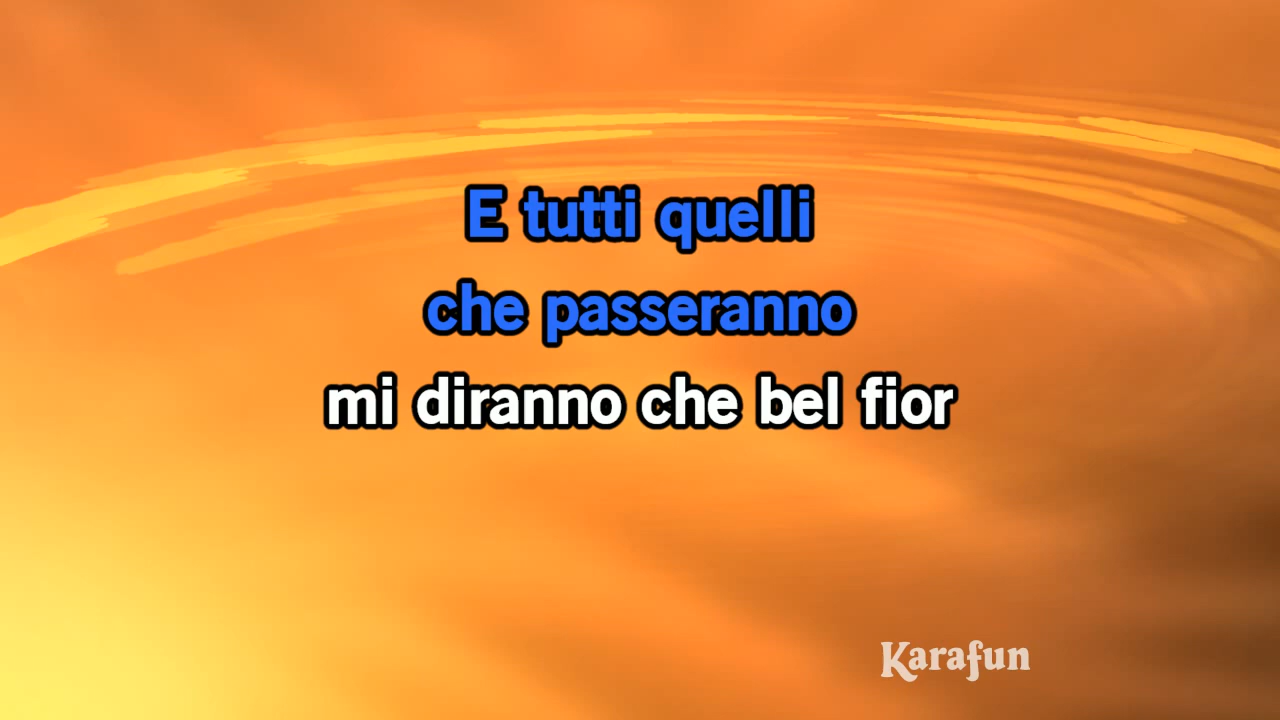 E tutti quelli
che passeranno
mi diranno che bel fior
Karafun